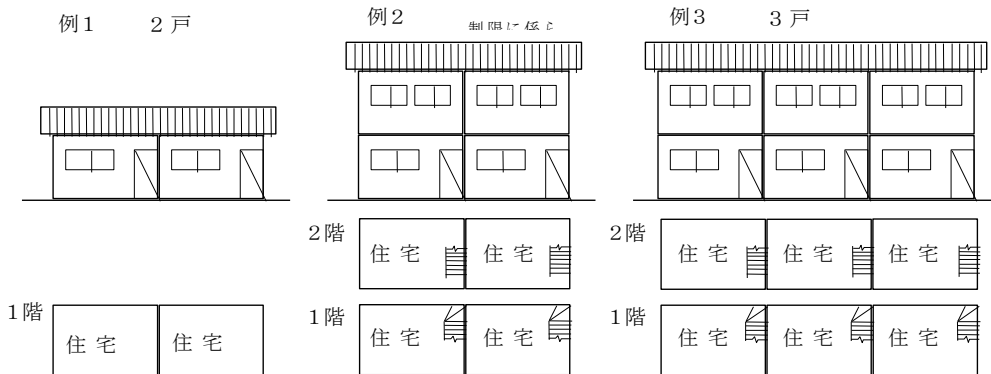 例1 2戸
例2
例3 3戸
2階 住宅 住宅
2階 住宅 住宅 住宅
1階 住宅 住宅
1階 住宅 住宅
1階 住宅 住宅 住宅